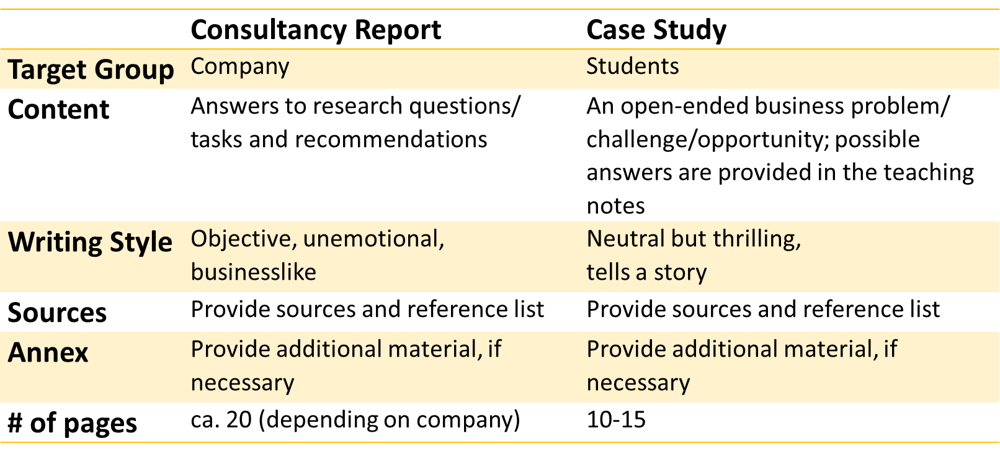 Consultancy Report Case Study
Target Group Company Students
Content Answers to research questions/ An open-ended business problem/
tasks and recommendations challenge/opportunity; possible
answers are provided in the teaching
notes
Writing Style Objective, unemotional, Neutral but thrilling,
businesslike tells a story
Sources Provide sources and reference list Provide sources and reference list
Annex Provide additional material, if Provide additional material, if
necessary necessary
# of pages ca. 20 (depending on company) 10-15